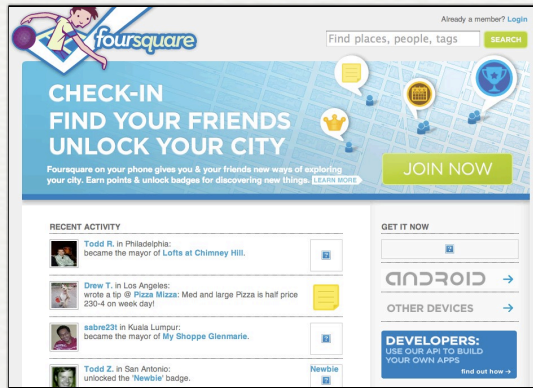 Already a member? Login
foursquare
Find places, people, tags
SEARCH
CHECK-IN
FIND YOUR FRIENDS
UNLOCK YOUR CITY
Foursquare on your phone gives you & your friends new ways of exploring
your city. Earn points & unlock badges for discovering new things. LEARN MORE
JOIN NOW
RECENT ACTIVITY
Todd R. in Philadelphia:
became the mayor of Lofts at Chimney Hill.
Drew T. in Los Angeles:
wrote a tip @ Pizza Mizza: Med and large Pizza is half price
230-4 on week day!
sabre23t in Kuala Lumpur:
became the mayor of My Shoppe Glenmarie.
Todd Z. in San Antonio:
unlocked the 'Newbie' badge.
Newbie
GET IT NOW
ANDROID
OTHER DEVICES
DEVELOPERS:
USE OUR API TO BUILD
YOUR OWN APPS
find out how